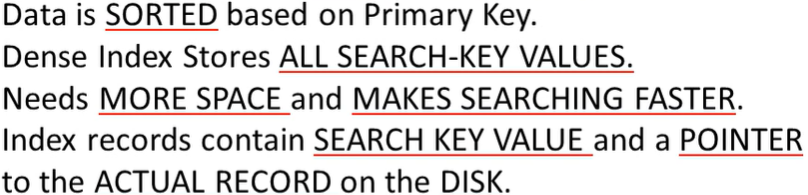 Data is SORTED based on Primary Key.
Dense Index Stores ALL SEARCH-KEY VALUES.
Needs MORE SPACE and MAKES SEARCHING FASTER.
Index records contain SEARCH KEY VALUE and a POINTER
to the ACTUAL RECORD on the DISK.